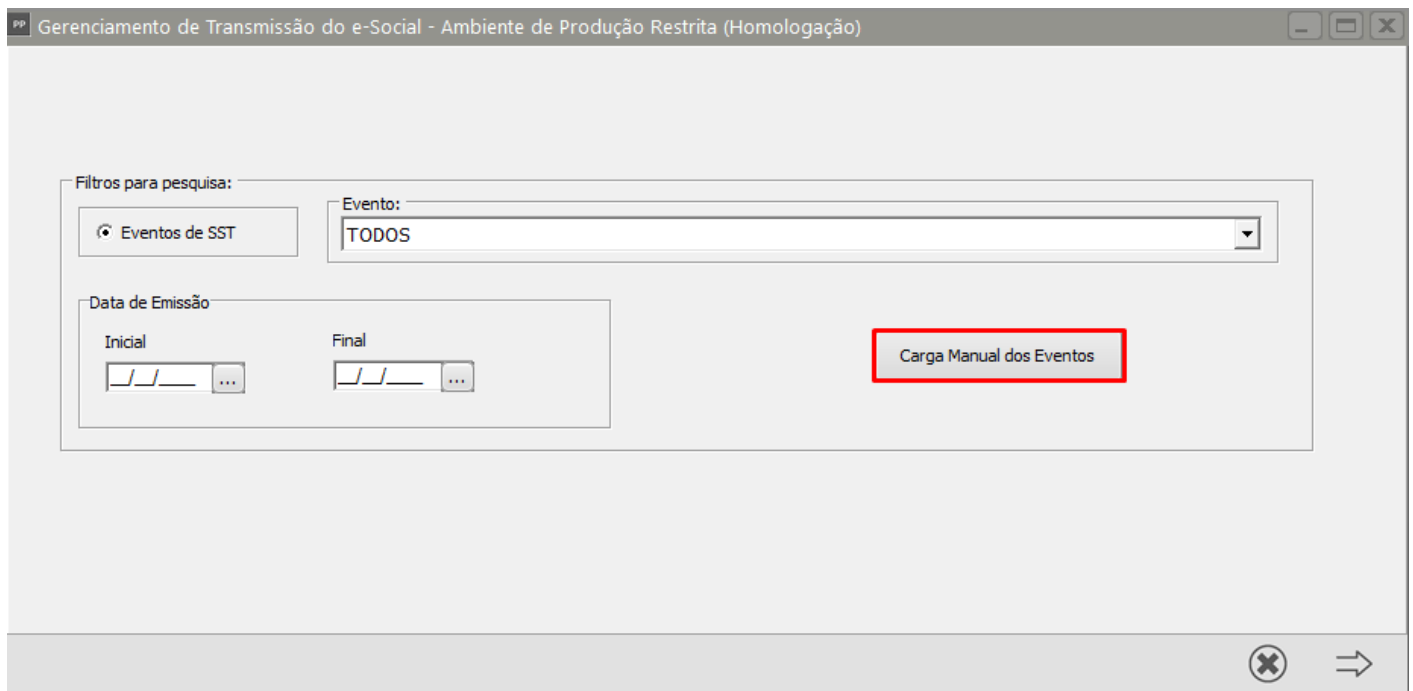 PP Gerenciamento de Transmissão do e-Social - Ambiente de Produção Restrita (Homologação)
Filtros para pesquisa:
Eventos de SST
Evento:
TODOS
Data de Emissão
Inicial
Final
__/__/____ ...
__/__/____ ...
Carga Manual dos Eventos